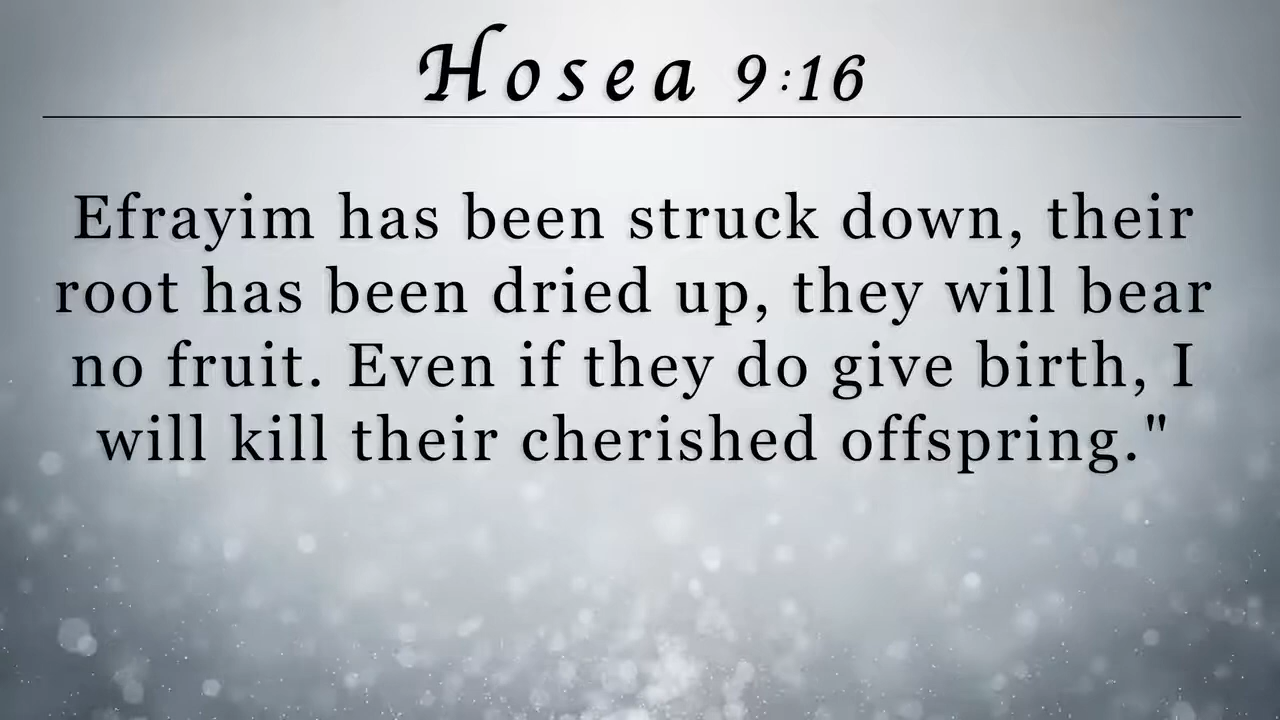 Hosea 9:16
Efrayim has been struck down, their
root has been dried up, they will bear
no fruit. Even if they do give birth, I
will kill their cherished offspring."